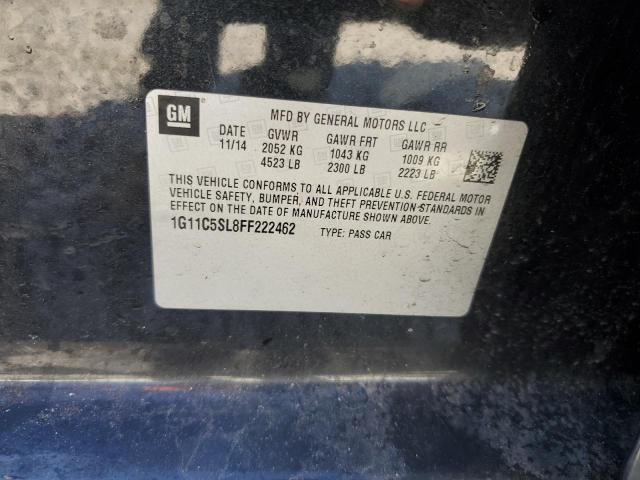 GM
MFD BY GENERAL MOTORS LLC
DATE GVWR GAWR FRT GAWR RR
11/14 2052 KG 1043 KG 1009 KG
4523 LB 2300 LB 2223 LB
THIS VEHICLE CONFORMS TO ALL APPLICABLE U.S. FEDERAL MOTOR
VEHICLE SAFETY, BUMPER, AND THEFT PREVENTION STANDARDS IN
EFFECT ON THE DATE OF MANUFACTURE SHOWN ABOVE.
1G11C5SL8FF222462 TYPE: PASS CAR